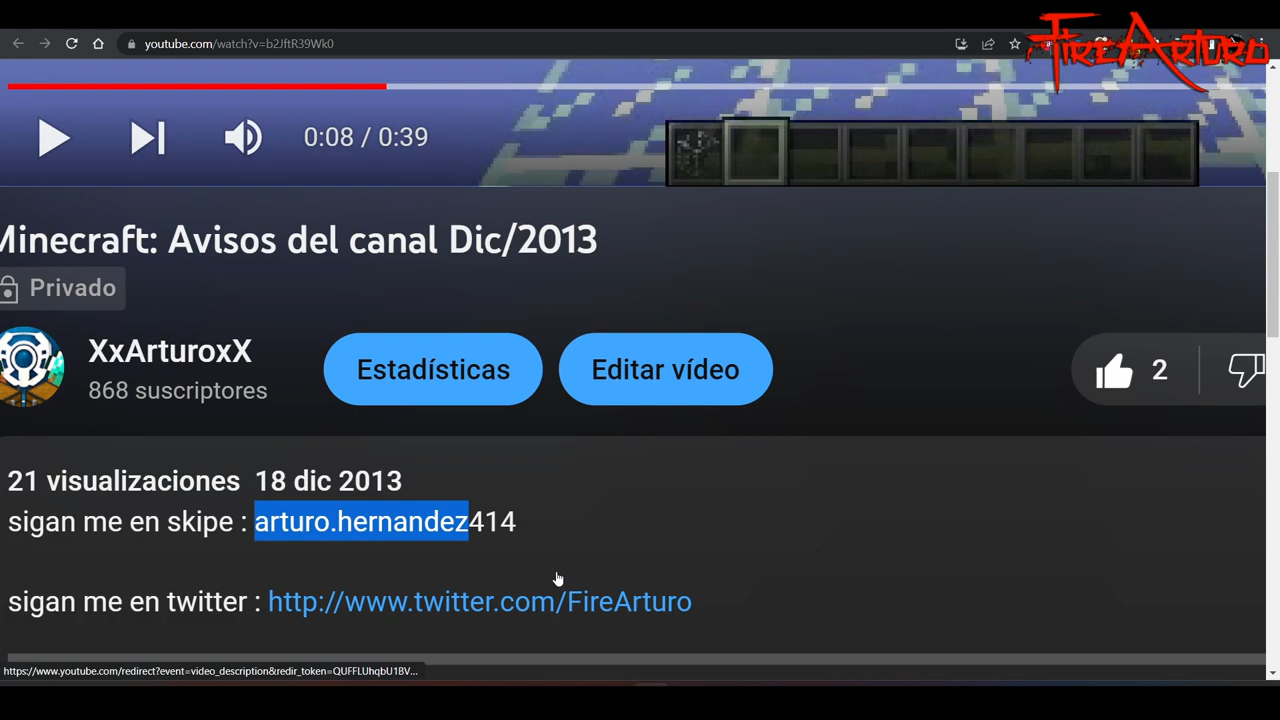 FireArturo
youtube.com/watch?v=b2JftR39Wk0
0:08 / 0:39
Minecraft: Avisos del canal Dic/2013
Privado
XxArturoxX
868 suscriptores
Estadísticas
Editar vídeo
2
21 visualizaciones 18 dic 2013
sigan me en skipe : arturo.hernandez414
sigan me en twitter : http://www.twitter.com/FireArturo
https://www.youtube.com/redirect?event=video_description&redir_token=QUFFLUhqbU1BV...